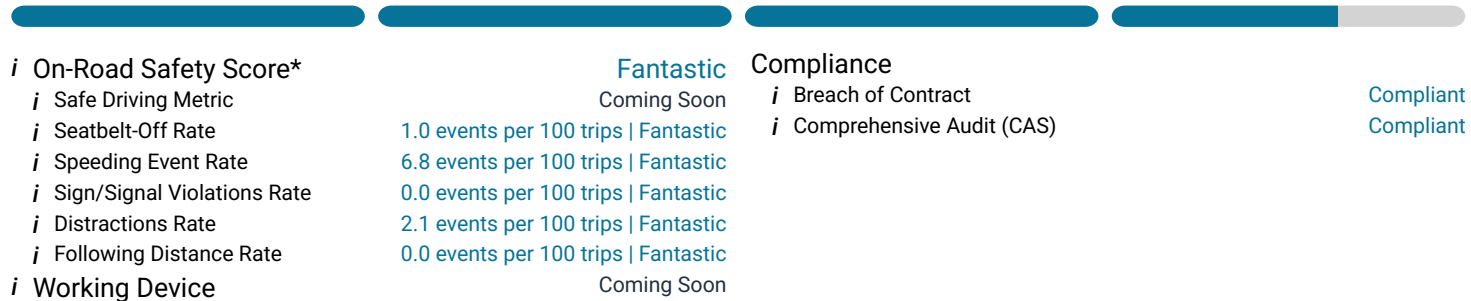 i On-Road Safety Score* Fantastic
i Safe Driving Metric Coming Soon
i Seatbelt-Off Rate 1.0 events per 100 trips | Fantastic
i Speeding Event Rate 6.8 events per 100 trips | Fantastic
i Sign/Signal Violations Rate 0.0 events per 100 trips | Fantastic
i Distractions Rate 2.1 events per 100 trips | Fantastic
i Following Distance Rate 0.0 events per 100 trips | Fantastic
i Working Device Coming Soon
Compliance
i Breach of Contract Compliant
i Comprehensive Audit (CAS) Compliant